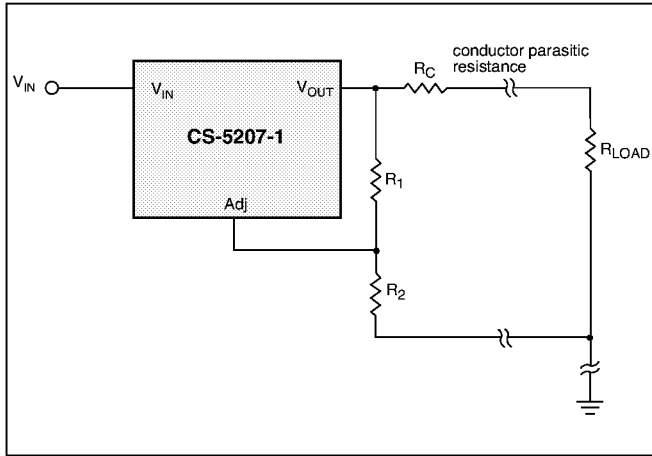 conductor parasitic
resistance
R_C
V_IN
V_IN
V_OUT
CS-5207-1
R_LOAD
R_1
Adj
R_2